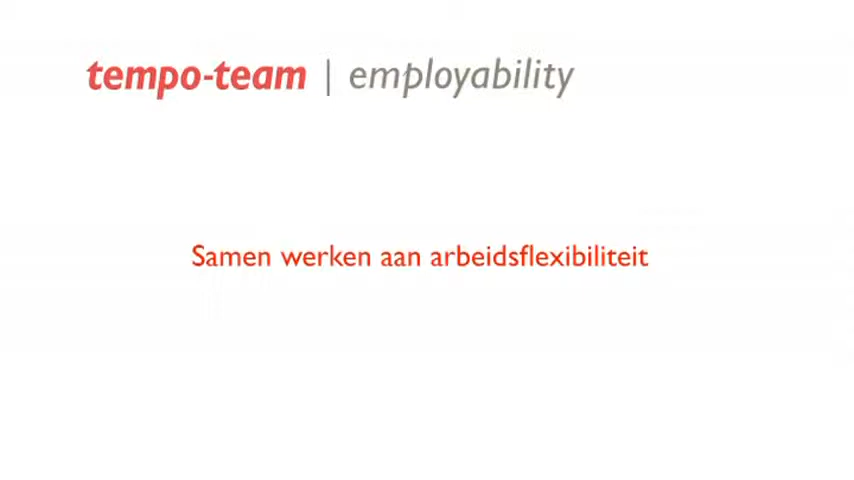 tempo-team | employability
Samen werken aan arbeidsflexibiliteit